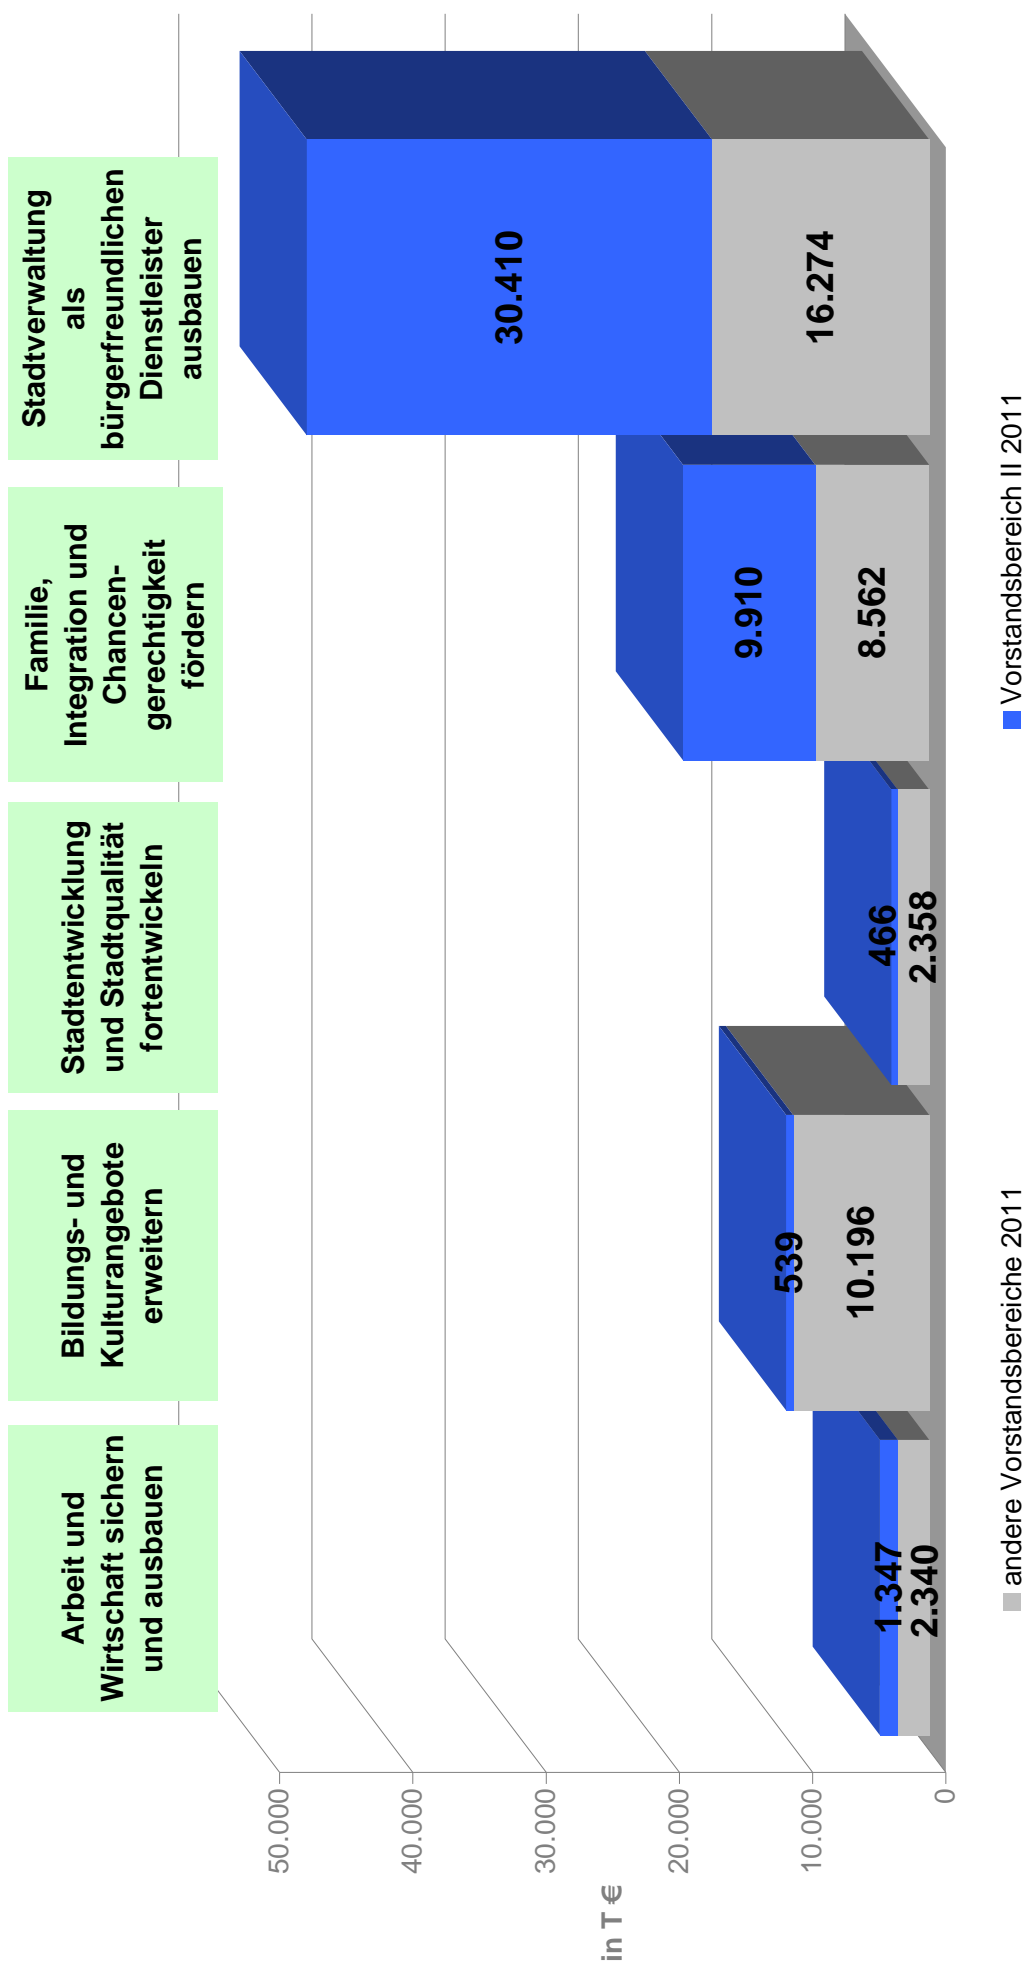 Arbeit und
Wirtschaft sichern
und ausbauen
Bildungs- und
Kulturangebote
erweitern
Stadtentwicklung
und Stadtqualität
fortentwickeln
Familie,
Integration und
Chancen-
gerechtigkeit
fördern
Stadtverwaltung
als
bürgerfreundlichen
Dienstleister
ausbauen
50.000
40.000
30.000
20.000
10.000
0
in T €
1.347
2.340
539
10.196
466
2.358
9.910
8.562
30.410
16.274
andere Vorstandsbereiche 2011
Vorstandsbereich II 2011